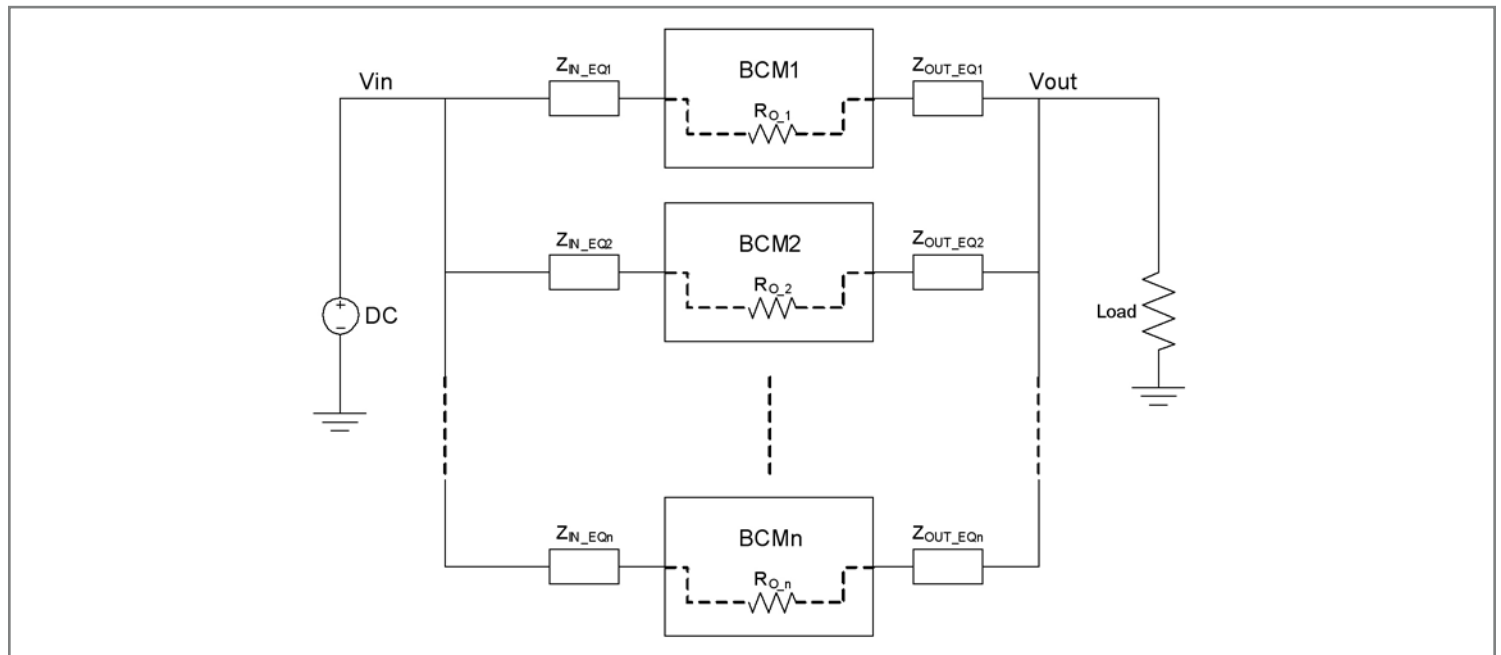 Vin
Z_IN_EQ1
BCM1
R_O_1
Z_OUT_EQ1
Vout
Z_IN_EQ2
BCM2
R_O_2
Z_OUT_EQ2
+
-
DC
Load
Z_IN_EQn
BCMn
R_O_n
Z_OUT_EQn